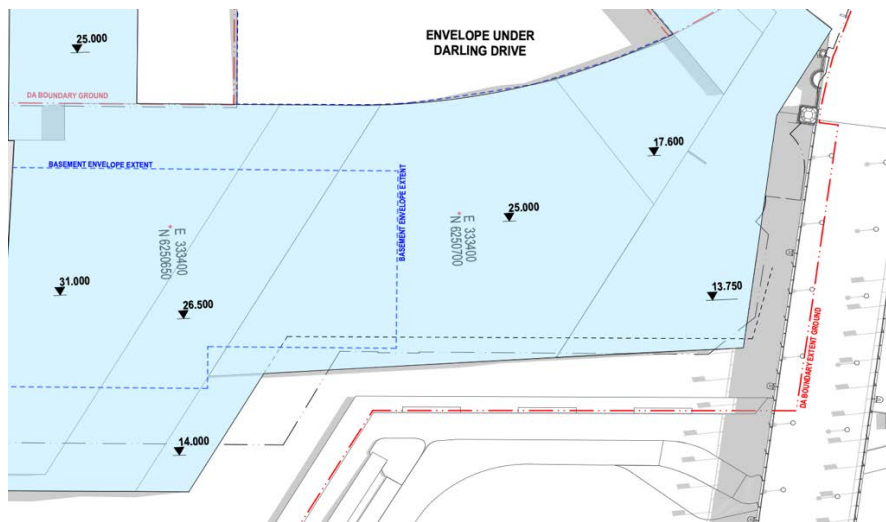 25.000
ENVELOPE UNDER
DARLING DRIVE
DA BOUNDARY GROUND
17.600
BASEMENT ENVELOPE EXTENT
BASEMENT ENVELOPE EXTENT
25.000
E 333400
N 6250700
E 333400
N 6250650
31.000
26.500
13.750
DA BOUNDARY EXTENT GROUND
14.000